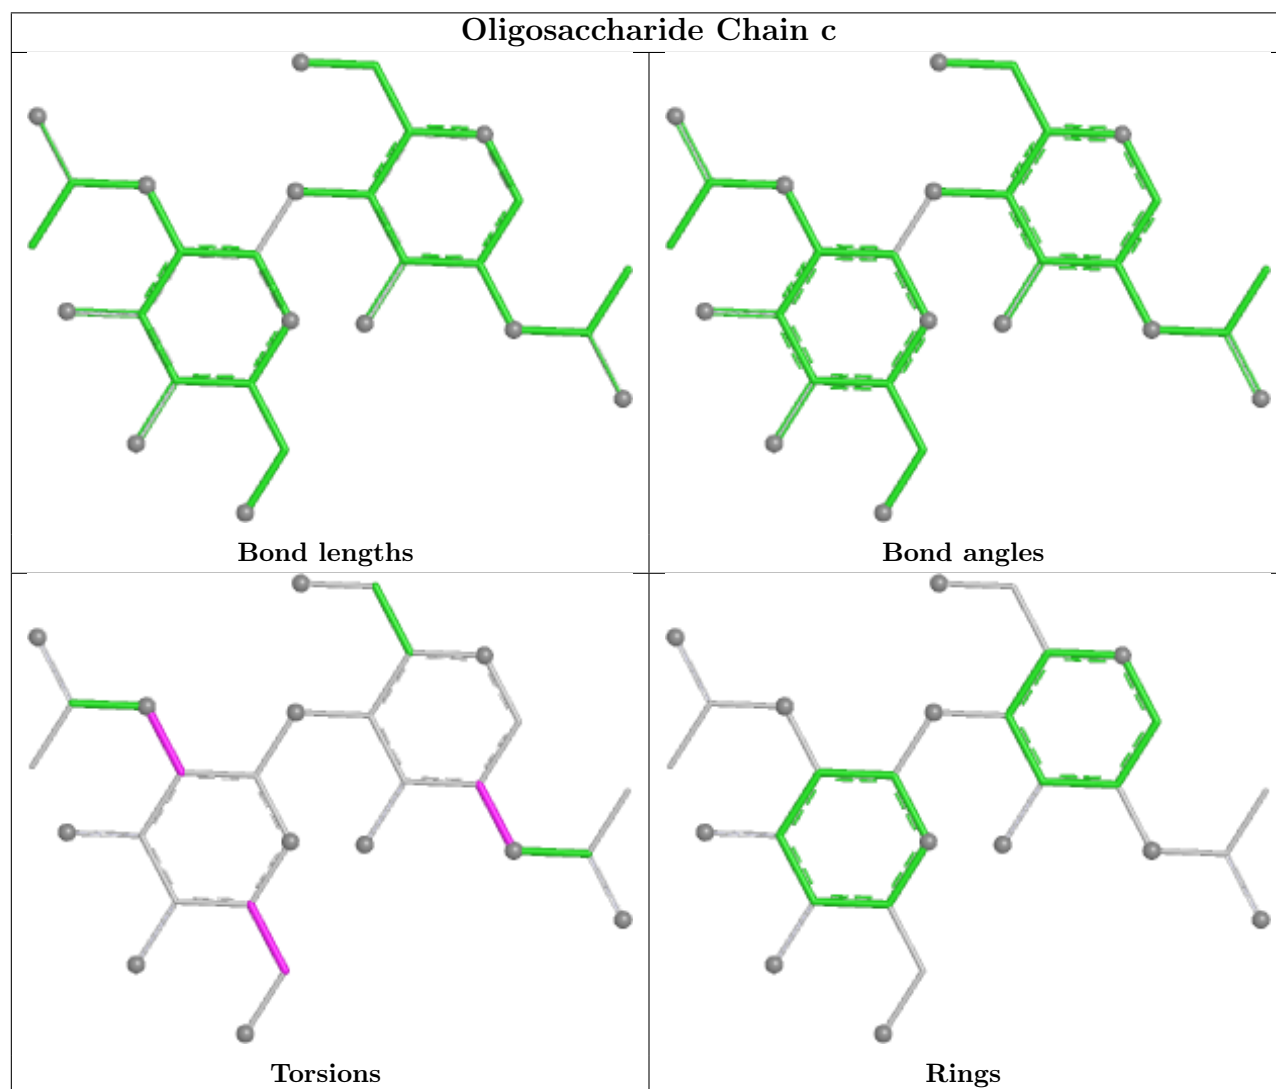 Oligosaccharide Chain c
Bond lengths
Bond angles
Torsions
Rings